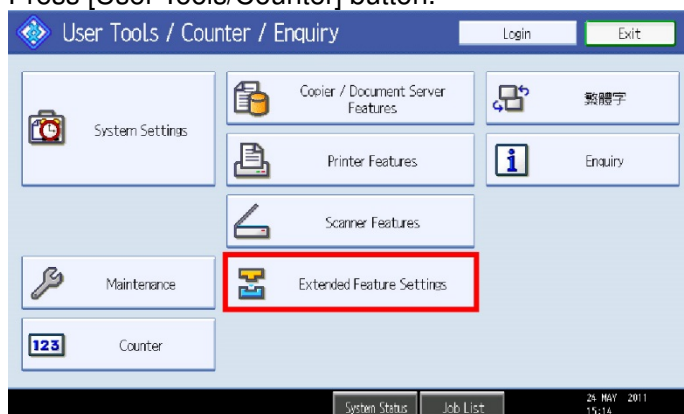 Press [User Tools/Counter] button.
User Tools / Counter / Enquiry
Login
Exit
System Settings
Copier / Document Server
Features
繁體字
Printer Features
Enquiry
Scanner Features
Maintenance
Extended Feature Settings
123
Counter
System Status
Job List
24 MAY 2011
15:14